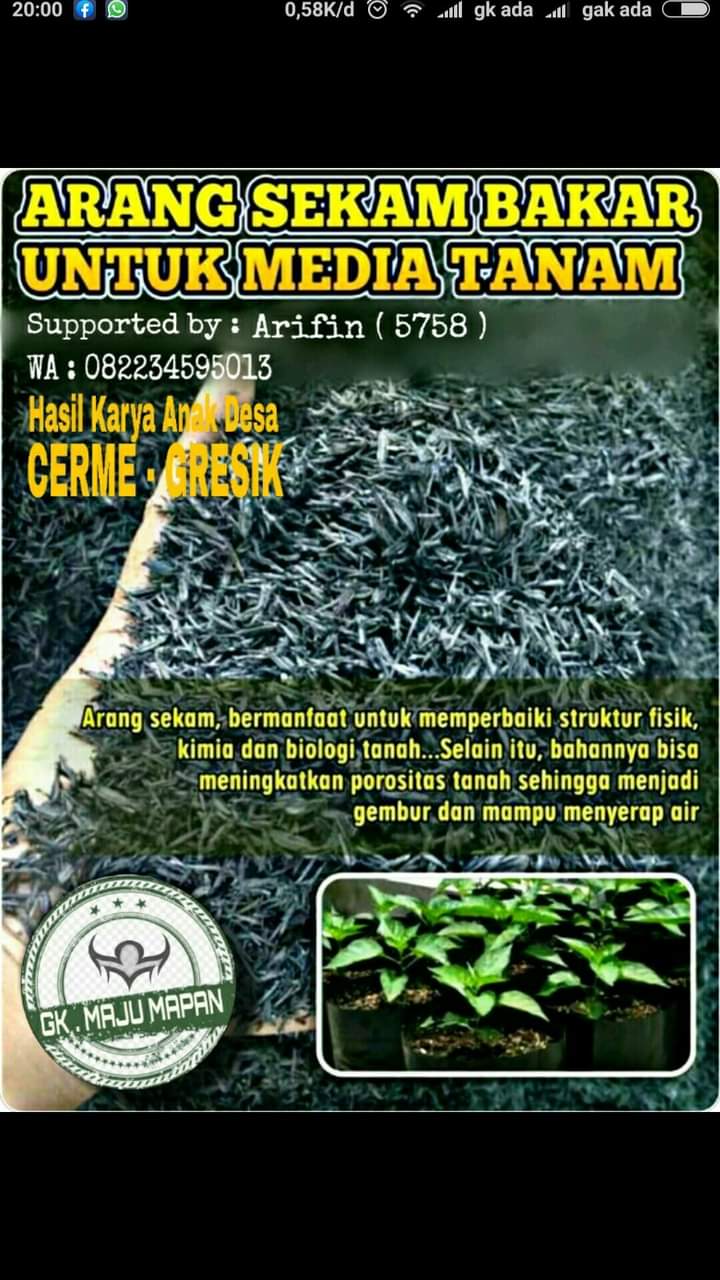 20:00 0,58K/d gk ada gak ada
ARANG SEKAM BAKAR
UNTUK MEDIA TANAM
Supported by : Arifin ( 5758 )
WA : 082234595013
Hasil Karya Anak Desa
CERME - GRESIK
Arang sekam, bermanfaat untuk memperbaiki struktur fisik,
kimia dan biologi tanah...Selain itu, bahannya bisa
meningkatkan porositas tanah sehingga menjadi
gembur dan mampu menyerap air
GK . MAJU MAPAN